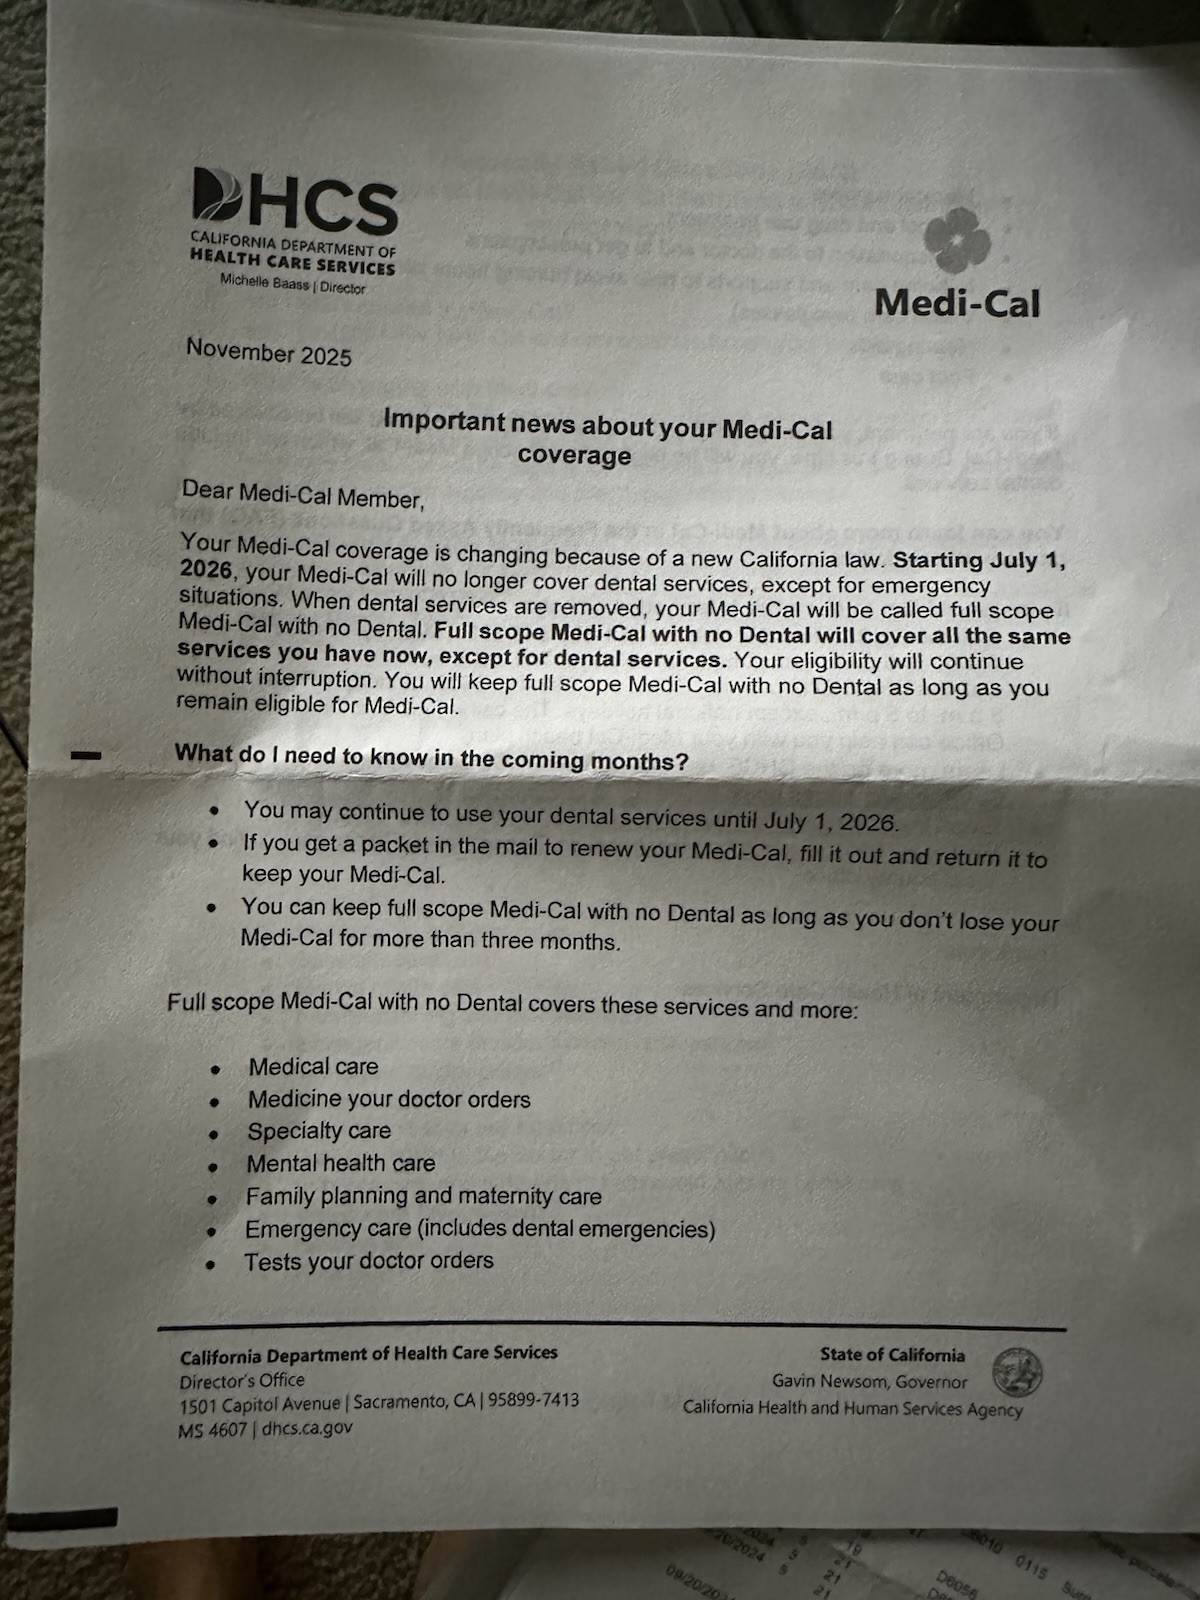 DHCS
CALIFORNIA DEPARTMENT OF
HEALTH CARE SERVICES
Michelle Baass | Director
Medi-Cal
November 2025
Important news about your Medi-Cal
coverage
Dear Medi-Cal Member,
Your Medi-Cal coverage is changing because of a new California law. Starting July 1,
2026, your Medi-Cal will no longer cover dental services, except for emergency
situations. When dental services are removed, your Medi-Cal will be called full scope
Medi-Cal with no Dental. Full scope Medi-Cal with no Dental will cover all the same
services you have now, except for dental services. Your eligibility will continue
without interruption. You will keep full scope Medi-Cal with no Dental as long as you
remain eligible for Medi-Cal.
What do I need to know in the coming months?
• You may continue to use your dental services until July 1, 2026.
• If you get a packet in the mail to renew your Medi-Cal, fill it out and return it to
keep your Medi-Cal.
• You can keep full scope Medi-Cal with no Dental as long as you don't lose your
Medi-Cal for more than three months.
Full scope Medi-Cal with no Dental covers these services and more:
• Medical care
• Medicine your doctor orders
• Specialty care
• Mental health care
• Family planning and maternity care
• Emergency care (includes dental emergencies)
• Tests your doctor orders
California Department of Health Care Services
Director's Office
1501 Capitol Avenue | Sacramento, CA | 95899-7413
MS 4607 | dhcs.ca.gov
State of California
Gavin Newsom, Governor
California Health and Human Services Agency